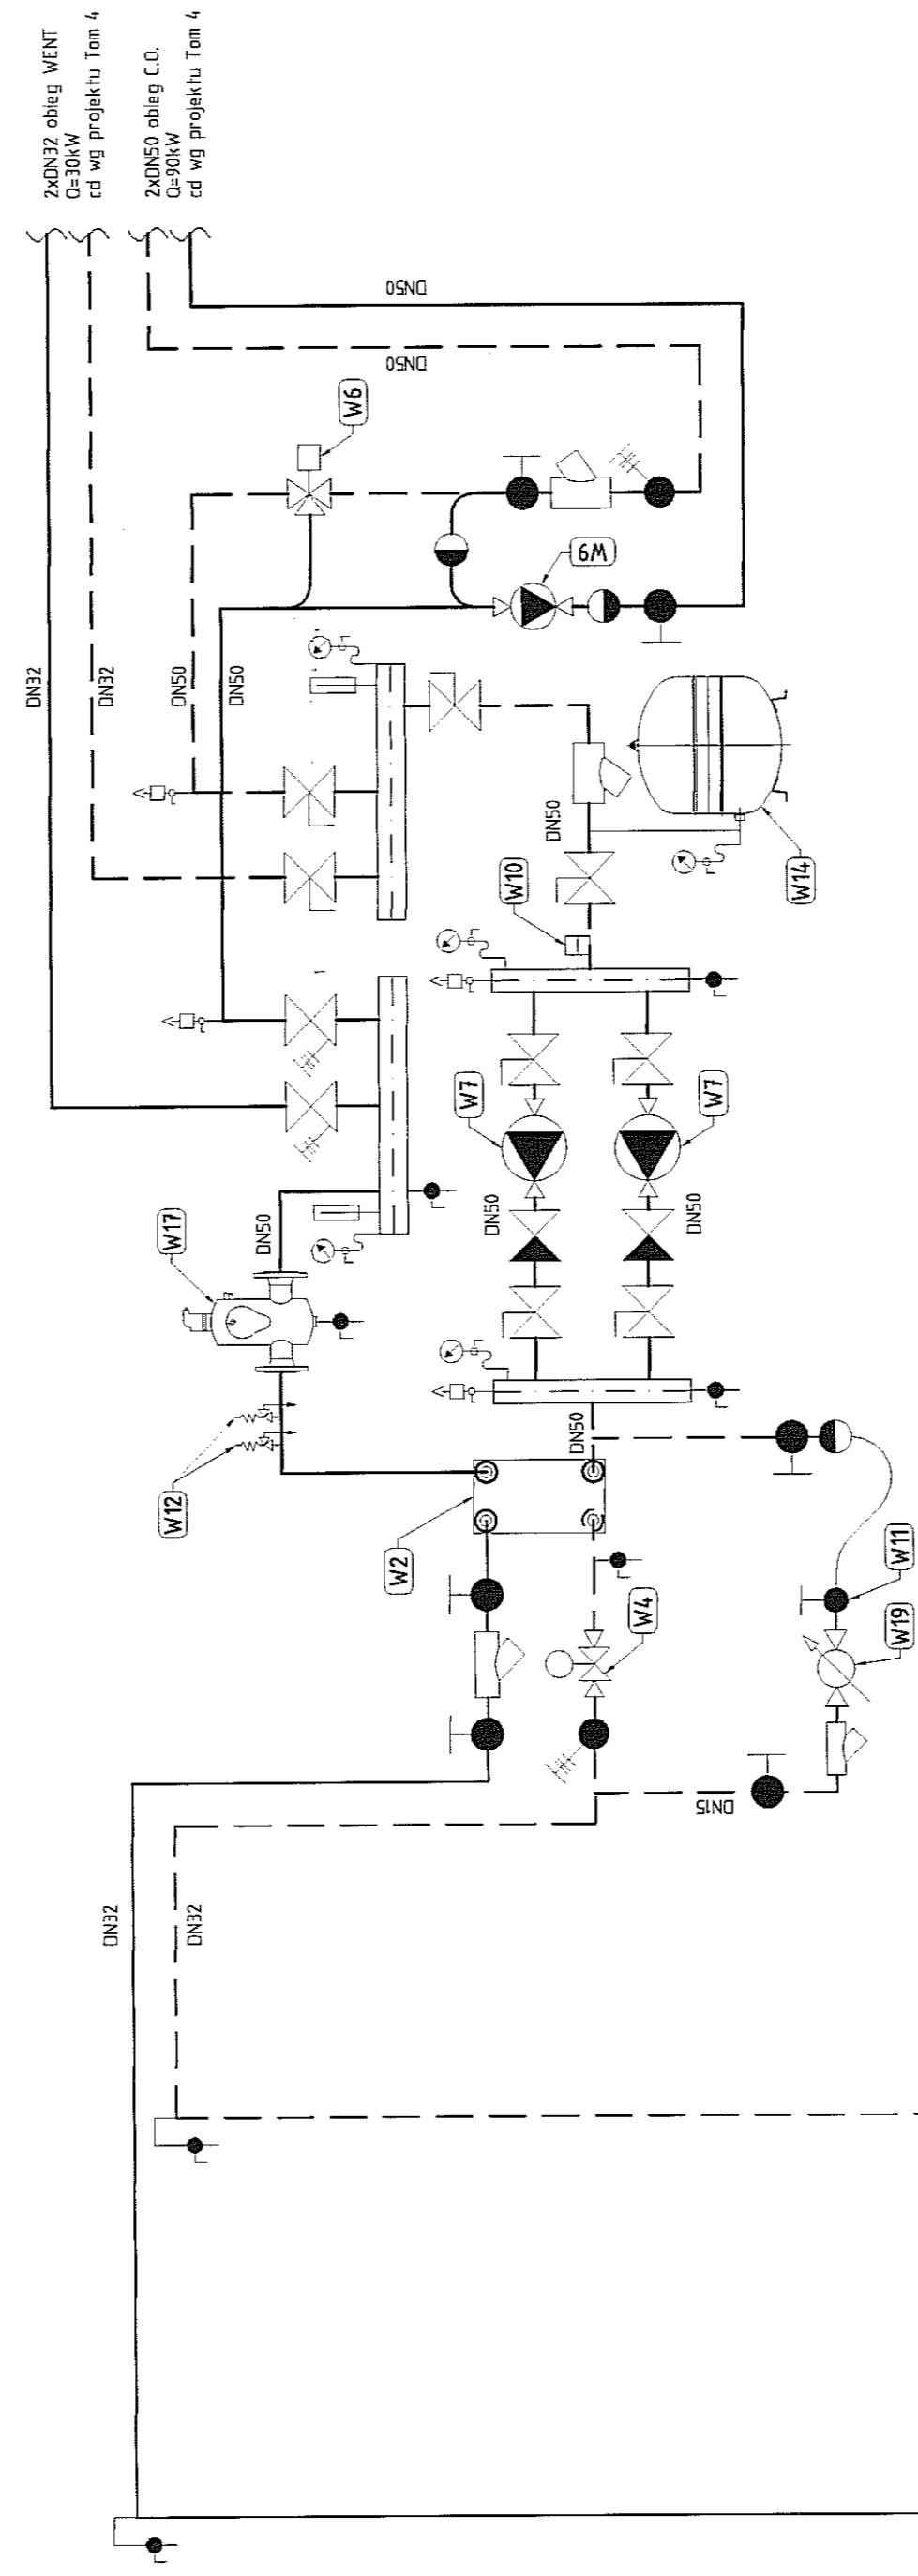 2xDN32 obieg WENT
Q=30kW
cd wg projektu Tom 4
2xDN50 obieg C.O.
Q=90kW
cd wg projektu Tom 4
DN50
DN50
W6
W9
DN32
DN32
DN50
DN50
DN50
W10
W14
W7
W7
W17
DN50
DN50
DN50
W12
DN50
W2
W4
W11
W19
DN15
DN32
DN32